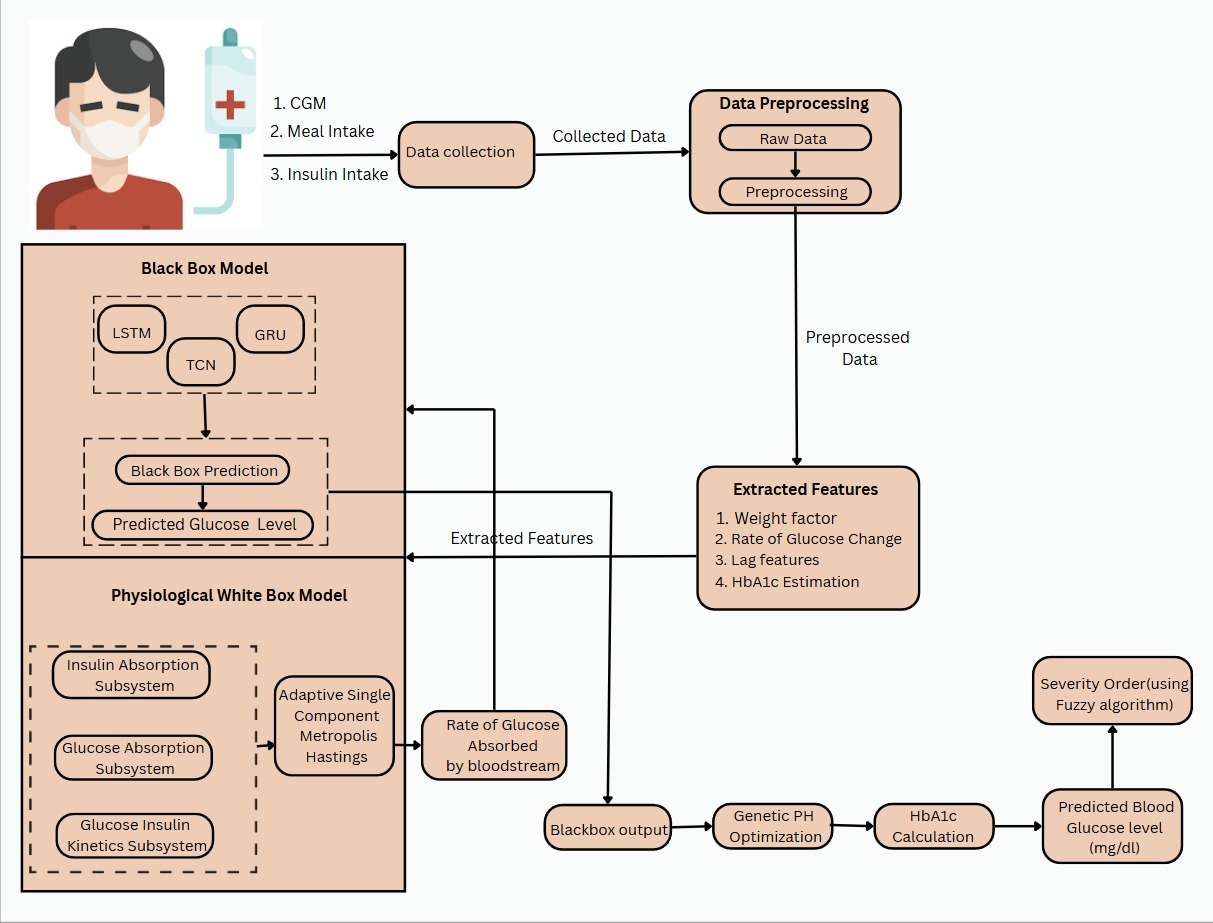 1. CGM
2. Meal Intake
3. Insulin Intake
Data collection
Collected Data
Data Preprocessing
Raw Data
Preprocessing
Preprocessed
Data
Extracted Features
1. Weight factor
2. Rate of Glucose Change
3. Lag features
4. HbA1c Estimation
Extracted Features
Black Box Model
LSTM
GRU
TCN
Black Box Prediction
Predicted Glucose Level
Physiological White Box Model
Insulin Absorption
Subsystem
Glucose Absorption
Subsystem
Glucose Insulin
Kinetics Subsystem
Adaptive Single
Component
Metropolis
Hastings
Rate of Glucose
Absorbed
by bloodstream
Blackbox output
Genetic PH
Optimization
HbA1c
Calculation
Predicted Blood
Glucose level
(mg/dl)
Severity Order(using
Fuzzy algorithm)